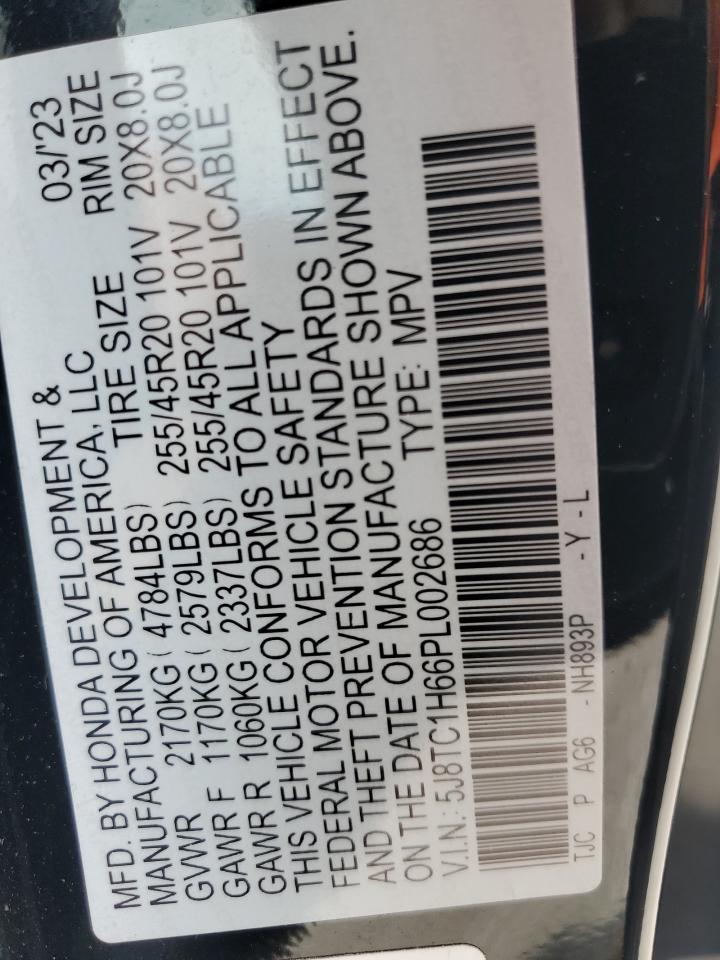 MFD. BY HONDA DEVELOPMENT & 03/'23
MANUFACTURING OF AMERICA, LLC RIM SIZE
TIRE SIZE
GVWR 2170KG ( 4784LBS)
GAWR F 1170KG ( 2579LBS) 255/45R20 101V 20X8.0J
GAWR R 1060KG ( 2337LBS) 255/45R20 101V 20X8.0J
THIS VEHICLE CONFORMS TO ALL APPLICABLE
FEDERAL MOTOR VEHICLE SAFETY
AND THEFT PREVENTION STANDARDS IN EFFECT
ON THE DATE OF MANUFACTURE SHOWN ABOVE.
V.I.N.: 5J8TC1H66PL002686 TYPE: MPV
TJC P AG6 -NH893P -Y-L